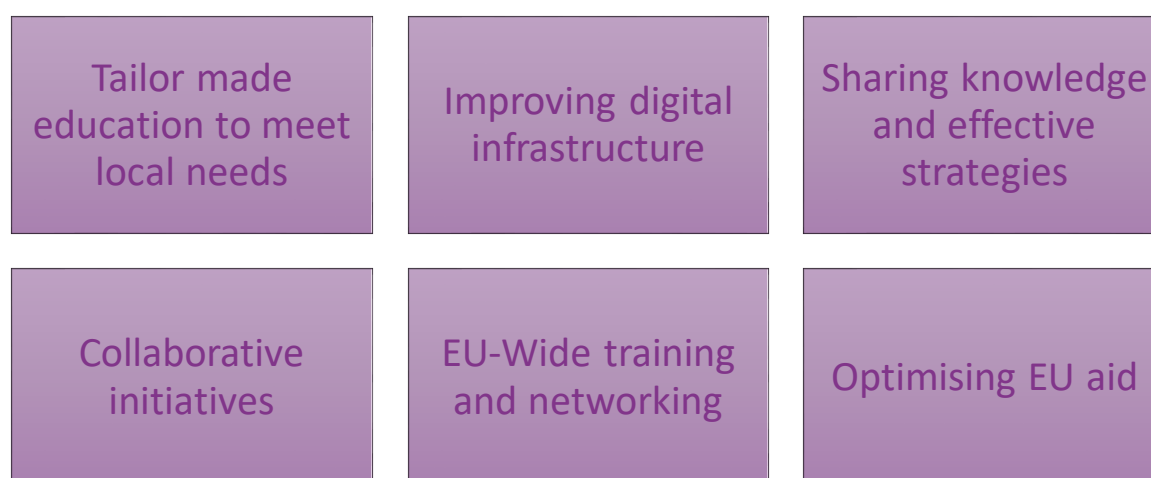 Tailor made
education to meet
local needs
Improving digital
infrastructure
Sharing knowledge
and effective
strategies
Collaborative
initiatives
EU-Wide training
and networking
Optimising EU aid